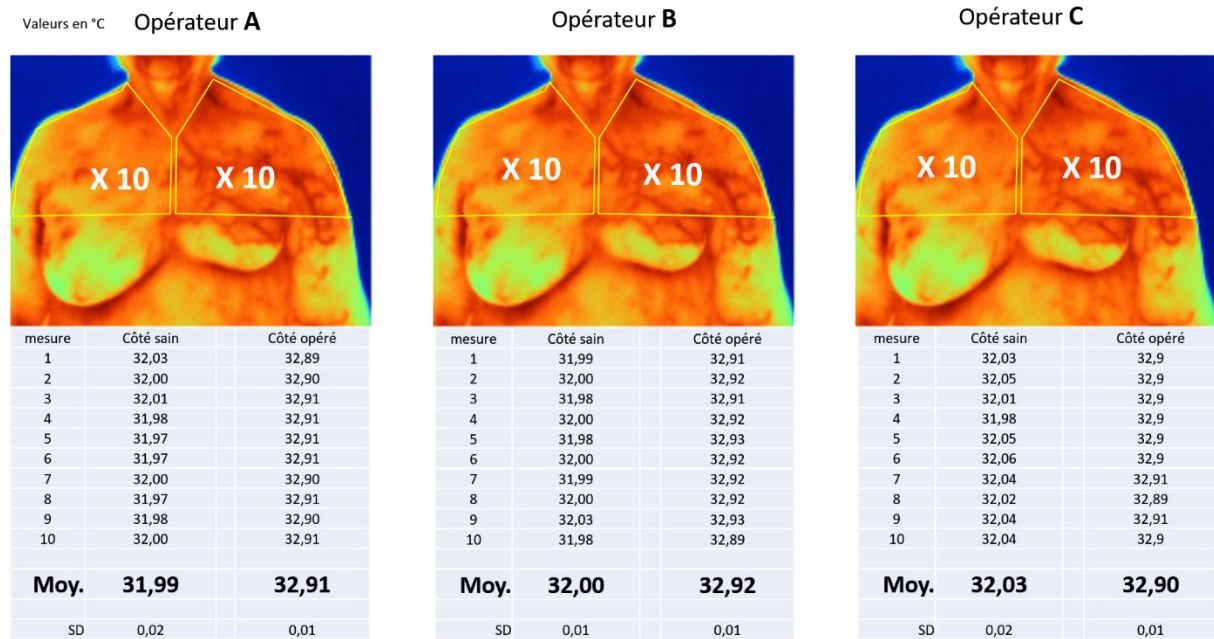 Valeurs en °C Opérateur A Opérateur B Opérateur C
X 10 X 10 X 10 X 10 X 10 X 10
mesure Côté sain Côté opéré mesure Côté sain Côté opéré mesure Côté sain Côté opéré
1 32,03 32,89 1 31,99 32,91 1 32,03 32,9
2 32,00 32,90 2 32,00 32,92 2 32,05 32,9
3 32,01 32,91 3 31,98 32,91 3 32,01 32,9
4 31,98 32,91 4 32,00 32,92 4 31,98 32,9
5 31,97 32,91 5 31,98 32,93 5 32,05 32,9
6 31,97 32,91 6 32,00 32,92 6 32,06 32,9
7 32,00 32,90 7 31,99 32,92 7 32,04 32,91
8 31,97 32,91 8 32,00 32,92 8 32,02 32,89
9 31,98 32,90 9 32,03 32,93 9 32,04 32,91
10 32,00 32,91 10 31,98 32,89 10 32,04 32,9
Moy. 31,99 32,91 Moy. 32,00 32,92 Moy. 32,03 32,90
SD 0,02 0,01 SD 0,01 0,01 SD 0,02 0,01